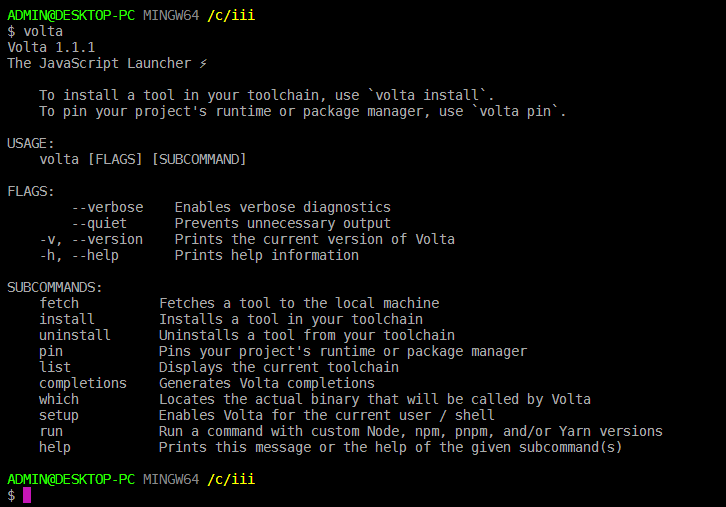 ADMIN@DESKTOP-PC MINGW64 /c/iii
$ volta
Volta 1.1.1
The JavaScript Launcher ⚡

    To install a tool in your toolchain, use `volta install`.
    To pin your project's runtime or package manager, use `volta pin`.

USAGE:
    volta [FLAGS] [SUBCOMMAND]

FLAGS:
        --verbose    Enables verbose diagnostics
        --quiet      Prevents unnecessary output
    -v, --version    Prints the current version of Volta
    -h, --help       Prints help information

SUBCOMMANDS:
    fetch          Fetches a tool to the local machine
    install        Installs a tool in your toolchain
    uninstall      Uninstalls a tool from your toolchain
    pin            Pins your project's runtime or package manager
    list           Displays the current toolchain
    completions    Generates Volta completions
    which          Locates the actual binary that will be called by Volta
    setup          Enables Volta for the current user / shell
    run            Run a command with custom Node, npm, pnpm, and/or Yarn versions
    help           Prints this message or the help of the given subcommand(s)

ADMIN@DESKTOP-PC MINGW64 /c/iii
$